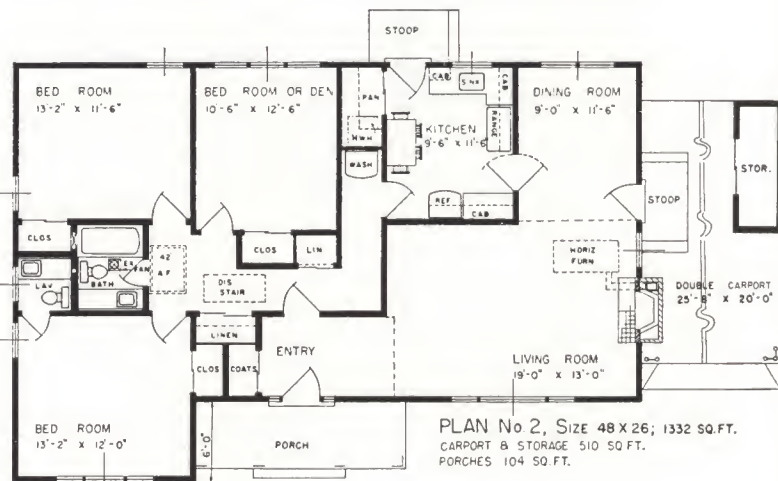 STOOP
BED ROOM
13'-2" X 11'-6"
BED ROOM OR DEN
10'-6" X 12'-6"
PAN
HWH
CAB
SINK
CAB
RANGE
KITCHEN
9'-6" X 11'-6"
DINING ROOM
9'-0" X 11'-6"
STOR.
WASH
REF
CAB
STOOP
CLOS
CLOS
LIN
42"
A.F.
FAN
BATH
LAV
DIS
STAIR
HORIZ
FURN
DOUBLE CARPORT
25'-8" X 20'-0"
LINEN
ENTRY
CLOS
COATS
LIVING ROOM
19'-0" X 13'-0"
BED ROOM
13'-2" X 12'-0"
6'-0"
PORCH
PLAN No. 2, SIZE 48 X 26; 1332 SQ.FT.
CARPORT & STORAGE 510 SQ.FT.
PORCHES 104 SQ.FT.